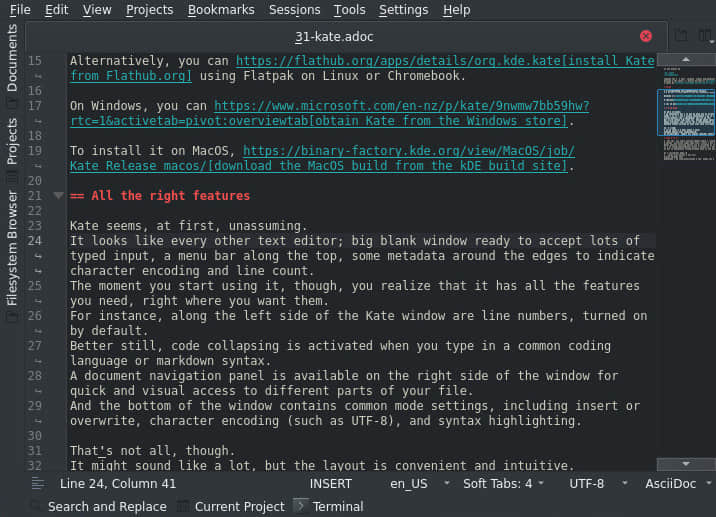 File Edit View Projects Bookmarks Sessions Tools Settings Help
31-kate.adoc
Documents
Projects
Filesystem Browser
15 Alternatively, you can https://flathub.org/apps/details/org.kde.kate[install Kate
from Flathub.org] using Flatpak on Linux or Chromebook.
16
17 On Windows, you can https://www.microsoft.com/en-nz/p/kate/9nwmw7bb59hw?
rtc=1&activetab=pivot:overviewtab[obtain Kate from the Windows store].
18
19 To install it on MacOS, https://binary-factory.kde.org/view/MacOS/job/
Kate_Release_macos/[download the MacOS build from the kDE build site].
20
21 == All the right features
22
23 Kate seems, at first, unassuming.
24 It looks like every other text editor; big blank window ready to accept lots of
typed input, a menu bar along the top, some metadata around the edges to indicate
character encoding and line count.
25 The moment you start using it, though, you realize that it has all the features
you need, right where you want them.
26 For instance, along the left side of the Kate window are line numbers, turned on
by default.
27 Better still, code collapsing is activated when you type in a common coding
language or markdown syntax.
28 A document navigation panel is available on the right side of the window for
quick and visual access to different parts of your file.
29 And the bottom of the window contains common mode settings, including insert or
overwrite, character encoding (such as UTF-8), and syntax highlighting.
30
31 That's not all, though.
32 It might sound like a lot, but the layout is convenient and intuitive.
Line 24, Column 41 INSERT en_US Soft Tabs: 4 UTF-8 AsciiDoc
Search and Replace Current Project Terminal